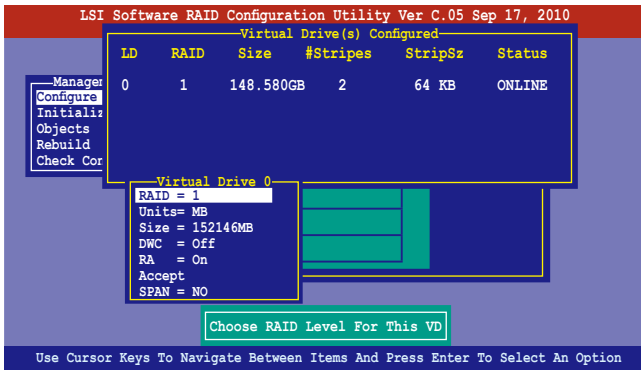 LSI Software RAID Configuration Utility Ver C.05 Sep 17, 2010
Virtual Drive(s) Configured
LD RAID Size #Stripes StripSz Status
0 1 148.580GB 2 64 KB ONLINE
Manager
Configure
Initializ
Objects
Rebuild
Check Con
Virtual Drive 0
RAID = 1
Units= MB
Size = 152146MB
DWC = Off
RA = On
Accept
SPAN = NO
Choose RAID Level For This VD
Use Cursor Keys To Navigate Between Items And Press Enter To Select An Option